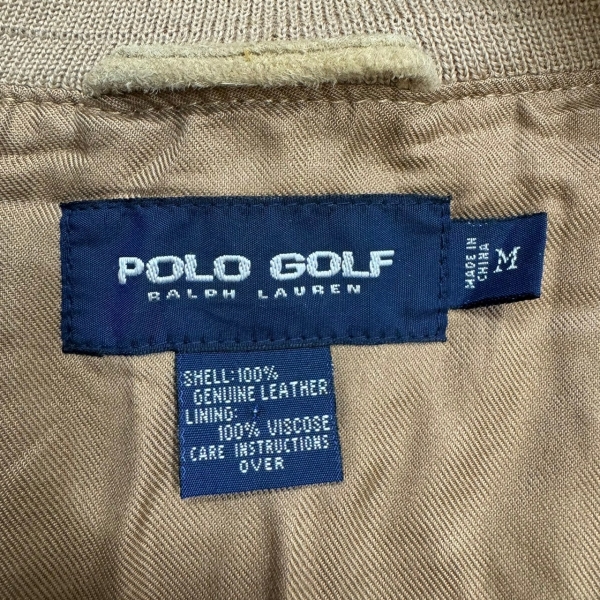 POLO GOLF
RALPH LAUREN
MADE IN
CHINA
M
SHELL:100%
GENUINE LEATHER
LINING:
100% VISCOSE
CARE INSTRUCTIONS
OVER